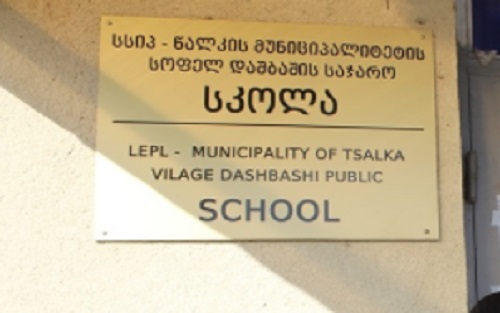 სსიპ - წალკის მუნიციპალიტეტის
სოფელ დაშბაშის საჯარო
სკოლა
LEPL - MUNICIPALITY OF TSALKA
VILAGE DASHBASHI PUBLIC
SCHOOL